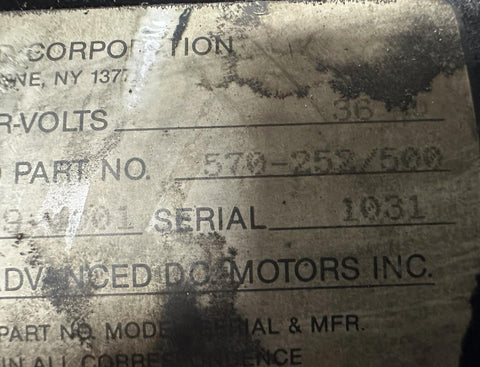 CORPORATION
NE, NY 137
R-VOLTS 36
PART NO. 570-253/500
SERIAL 1031
ADVANCED DC MOTORS INC.
PART NO. MODEL SERIAL & MFR.
IN ALL CORRESPONDENCE